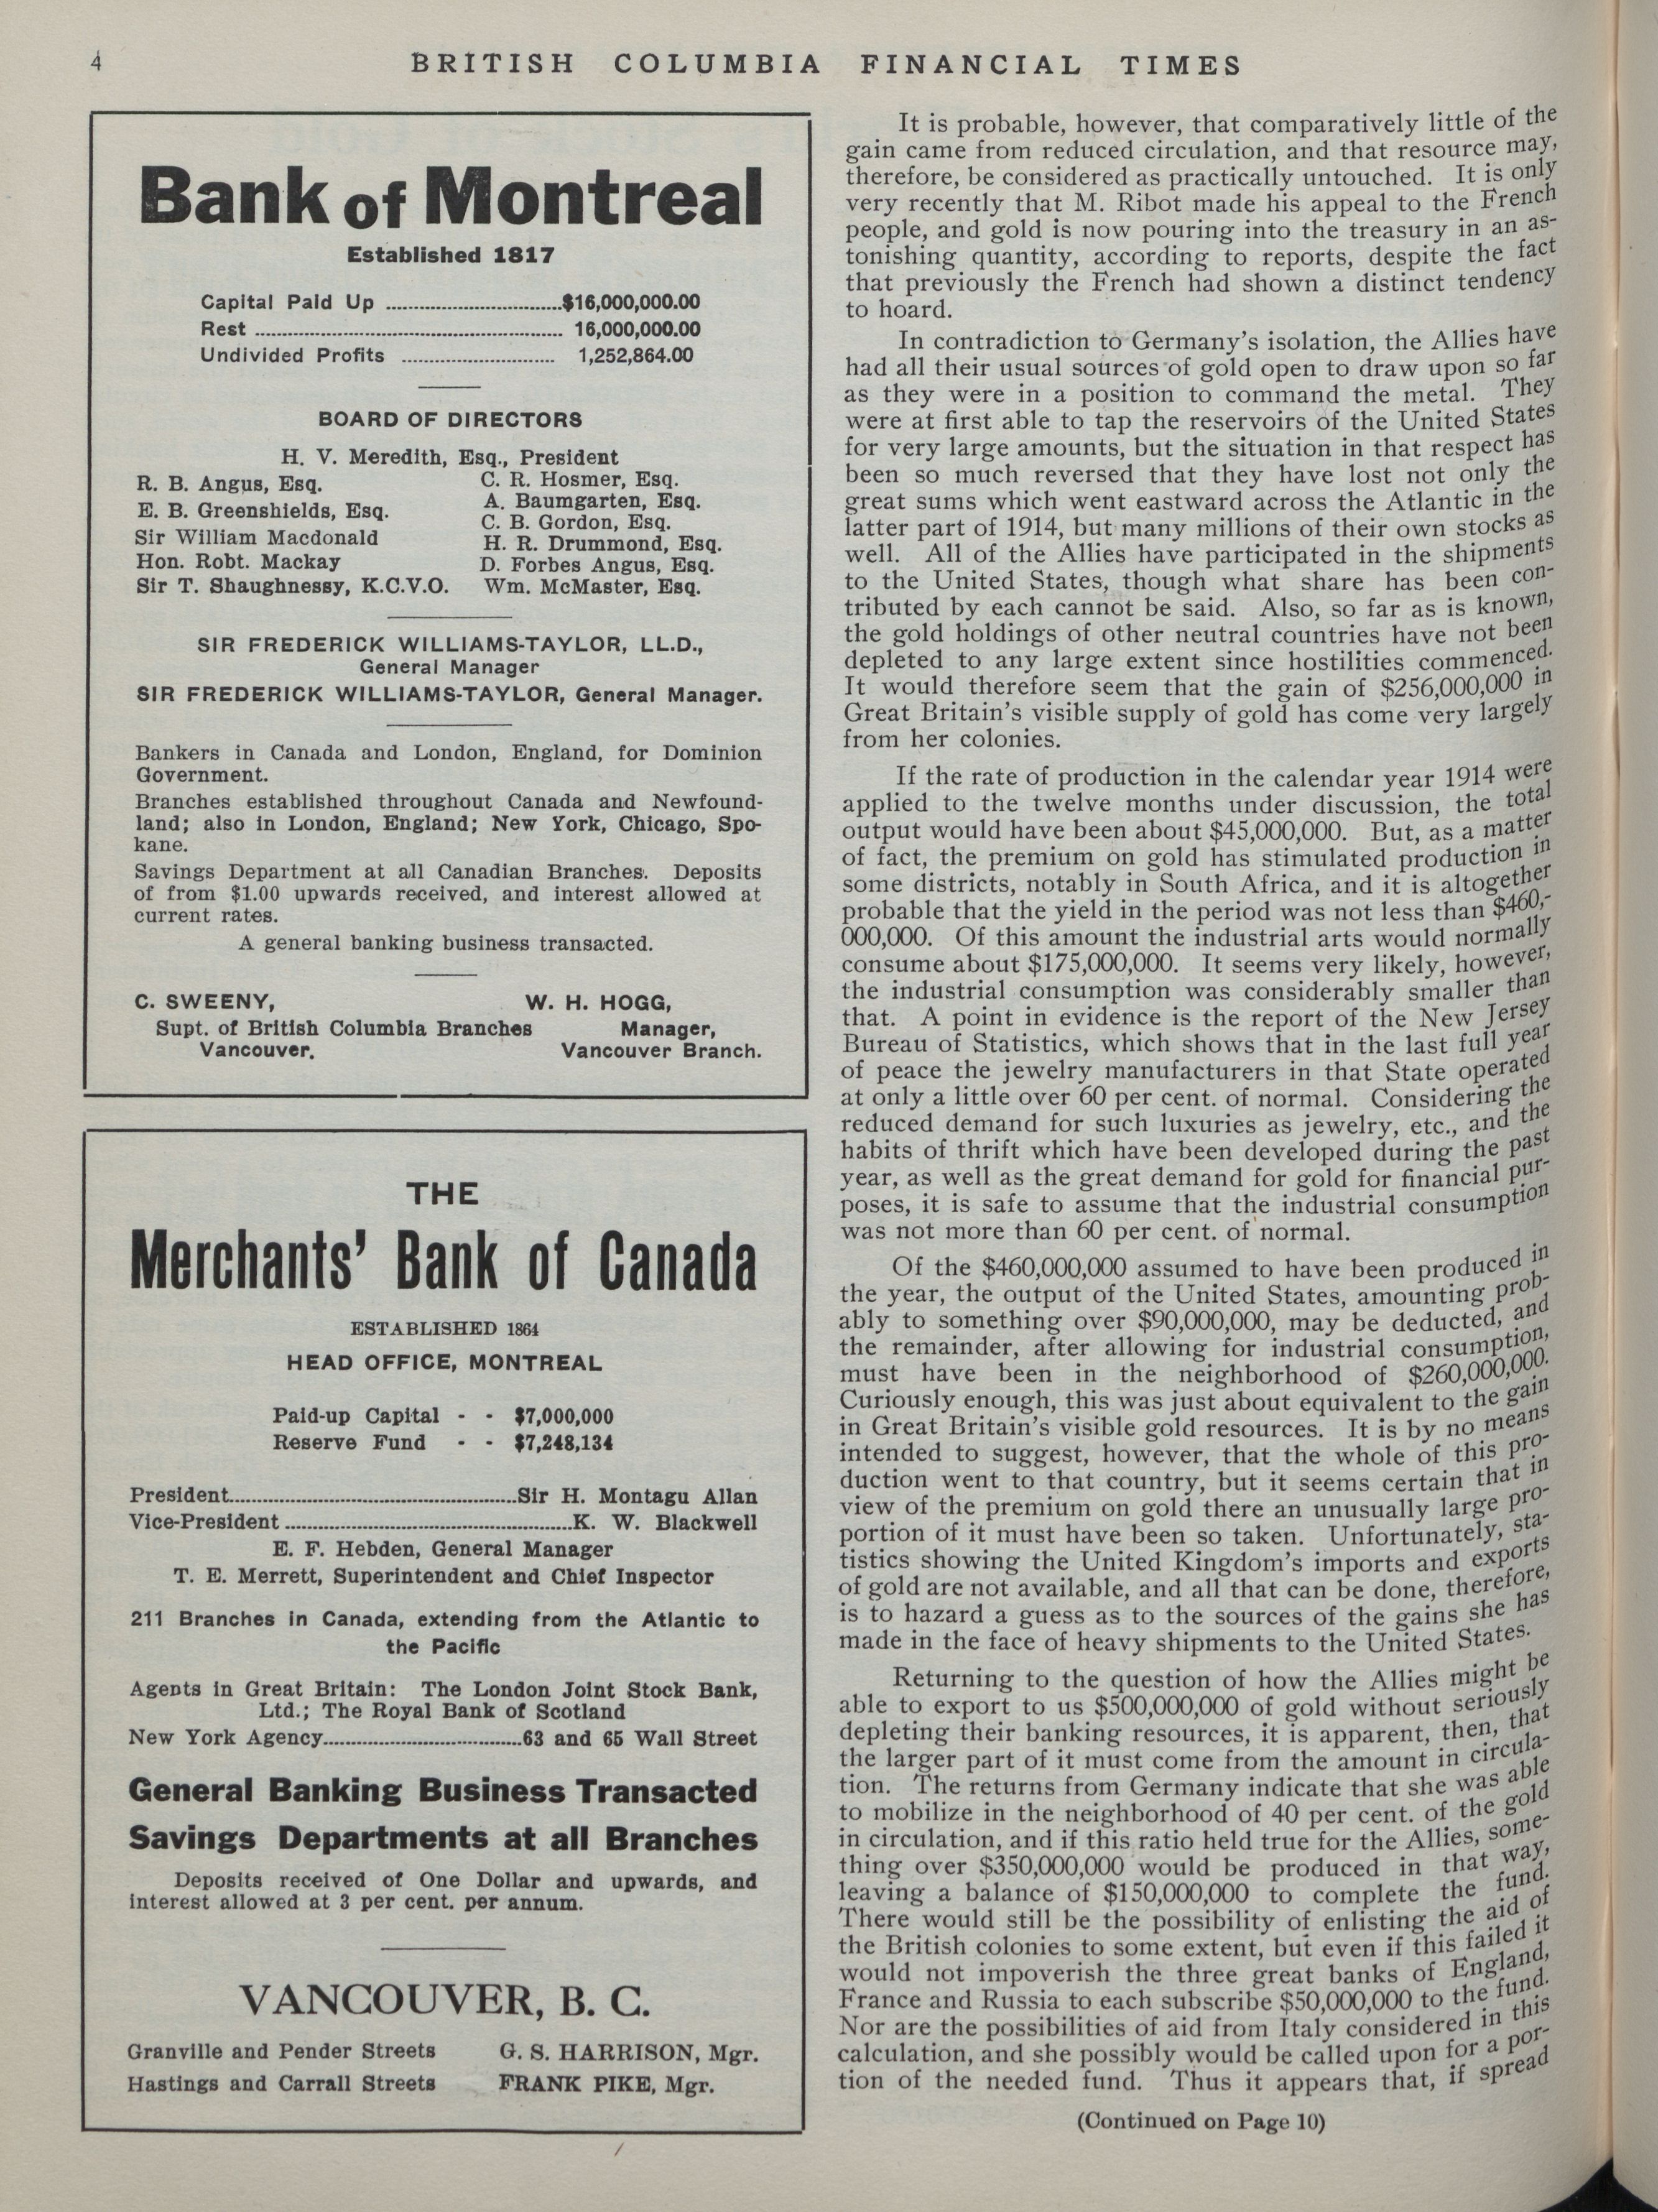 4
BRITISH COLUMBIA FINANCIAL TIMES
Bank of Montreal
Established 1817
Capital Paid Up ..............................$16,000,000.00
Rest .................................................... 16,000,000.00
Undivided Profits .......................... 1,252,864.00
BOARD OF DIRECTORS
H. V. Meredith, Esq., President
R. B. Angus, Esq.
E. B. Greenshields, Esq.
Sir William Macdonald
Hon. Robt. Mackay
Sir T. Shaughnessy, K.C.V.O.
C. R. Hosmer, Esq.
A. Baumgarten, Esq.
C. B. Gordon, Esq.
H. R. Drummond, Esq.
D. Forbes Angus, Esq.
Wm. McMaster, Esq.
SIR FREDERICK WILLIAMS-TAYLOR, LL.D.,
General Manager
SIR FREDERICK WILLIAMS-TAYLOR, General Manager.
Bankers in Canada and London, England, for Dominion
Government.
Branches established throughout Canada and Newfound-
land; also in London, England; New York, Chicago, Spo-
kane.
Savings Department at all Canadian Branches. Deposits
of from $1.00 upwards received, and interest allowed at
current rates.
A general banking business transacted.
C. SWEENY,
Supt. of British Columbia Branches
Vancouver.
W. H. HOGG,
Manager,
Vancouver Branch.
THE
Merchants' Bank of Canada
ESTABLISHED 1864
HEAD OFFICE, MONTREAL
Paid-up Capital - - $7,000,000
Reserve Fund - - $7,248,134
President................................................Sir H. Montagu Allan
Vice-President................................................K. W. Blackwell
E. F. Hebden, General Manager
T. E. Merrett, Superintendent and Chief Inspector
211 Branches in Canada, extending from the Atlantic to
the Pacific
Agents in Great Britain: The London Joint Stock Bank,
Ltd.; The Royal Bank of Scotland
New York Agency..................................63 and 65 Wall Street
General Banking Business Transacted
Savings Departments at all Branches
Deposits received of One Dollar and upwards, and
interest allowed at 3 per cent. per annum.
VANCOUVER, B. C.
Granville and Pender Streets G. S. HARRISON, Mgr.
Hastings and Carrall Streets FRANK PIKE, Mgr.
It is probable, however, that comparatively little of the
gain came from reduced circulation, and that resource may,
therefore, be considered as practically untouched. It is only
very recently that M. Ribot made his appeal to the French
people, and gold is now pouring into the treasury in an as-
tonishing quantity, according to reports, despite the fact
that previously the French had shown a distinct tendency
to hoard.
In contradiction to Germany's isolation, the Allies have
had all their usual sources of gold open to draw upon so far
as they were in a position to command the metal. They
were at first able to tap the reservoirs of the United States
for very large amounts, but the situation in that respect has
been so much reversed that they have lost not only the
great sums which went eastward across the Atlantic in the
latter part of 1914, but many millions of their own stocks as
well. All of the Allies have participated in the shipments
to the United States, though what share has been con-
tributed by each cannot be said. Also, so far as is known,
the gold holdings of other neutral countries have not been
depleted to any large extent since hostilities commenced.
It would therefore seem that the gain of $256,000,000 in
Great Britain's visible supply of gold has come very largely
from her colonies.
If the rate of production in the calendar year 1914 were
applied to the twelve months under discussion, the total
output would have been about $45,000,000. But, as a matter
of fact, the premium on gold has stimulated production in
some districts, notably in South Africa, and it is altogether
probable that the yield in the period was not less than $460,-
000,000. Of this amount the industrial arts would normally
consume about $175,000,000. It seems very likely, however,
the industrial consumption was considerably smaller than
that. A point in evidence is the report of the New Jersey
Bureau of Statistics, which shows that in the last full year
of peace the jewelry manufacturers in that State operated
at only a little over 60 per cent. of normal. Considering the
reduced demand for such luxuries as jewelry, etc., and the
habits of thrift which have been developed during the past
year, as well as the great demand for gold for financial pur-
poses, it is safe to assume that the industrial consumption
was not more than 60 per cent. of normal.
Of the $460,000,000 assumed to have been produced in
the year, the output of the United States, amounting prob-
ably to something over $90,000,000, may be deducted, and
the remainder, after allowing for industrial consumption,
must have been in the neighborhood of $260,000,000.
Curiously enough, this was just about equivalent to the gain
in Great Britain's visible gold resources. It is by no means
intended to suggest, however, that the whole of this pro-
duction went to that country, but it seems certain that in
view of the premium on gold there an unusually large pro-
portion of it must have been so taken. Unfortunately, sta-
tistics showing the United Kingdom's imports and exports
of gold are not available, and all that can be done, therefore,
is to hazard a guess as to the sources of the gains she has
made in the face of heavy shipments to the United States.
Returning to the question of how the Allies might be
able to export to us $500,000,000 of gold without seriously
depleting their banking resources, it is apparent, then, that
the larger part of it must come from the amount in circula-
tion. The returns from Germany indicate that she was able
to mobilize in the neighborhood of 40 per cent. of the gold
in circulation, and if this ratio held true for the Allies, some-
thing over $350,000,000 would be produced in that way,
leaving a balance of $150,000,000 to complete the fund.
There would still be the possibility of enlisting the aid of
the British colonies to some extent, but even if this failed it
would not impoverish the three great banks of England,
France and Russia to each subscribe $50,000,000 to the fund.
Nor are the possibilities of aid from Italy considered in this
calculation, and she possibly would be called upon for a por-
tion of the needed fund. Thus it appears that, if spread
(Continued on Page 10)